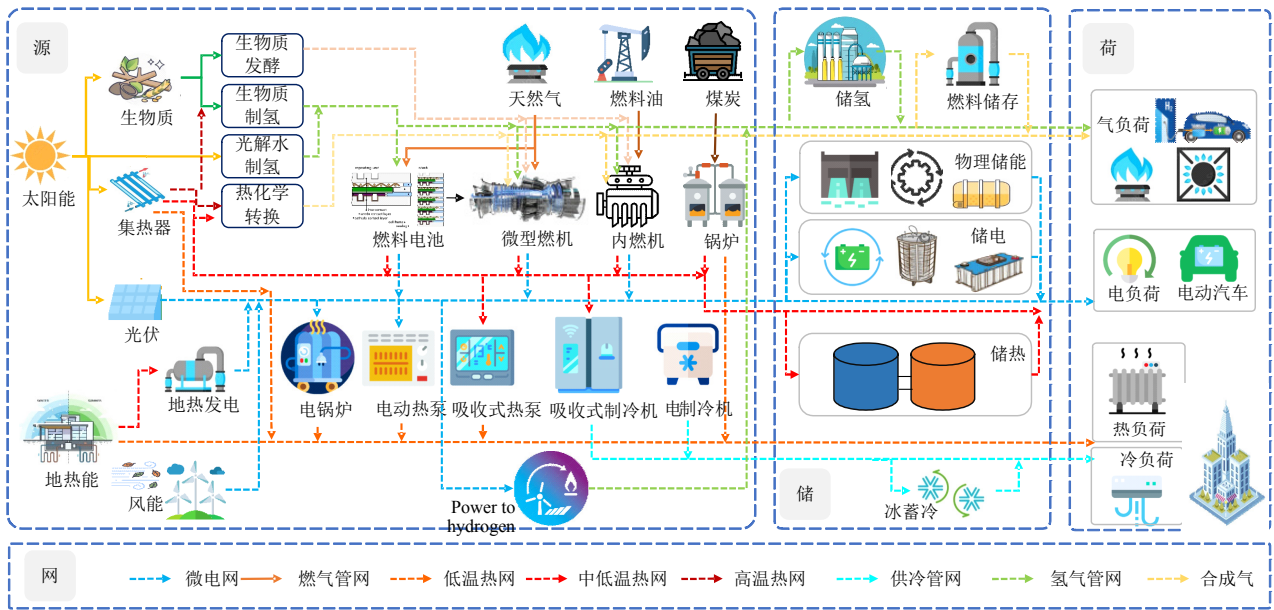 源
生物质
发酵
生物质
制氢
光解水
制氢
热化学
转换
生物质
太阳能
集热器
光伏
地热发电
地热能
风能
天然气
燃料油
煤炭
燃料电池
微型燃机
内燃机
锅炉
电锅炉
电动热泵
吸收式热泵
吸收式制冷机
电制冷机
Power to
hydrogen
储氢
燃料储存
物理储能
储电
储热
储
冰蓄冷
荷
气负荷
H₂
电负荷
电动汽车
热负荷
冷负荷
网
微电网
燃气管网
低温热网
中低温热网
高温热网
供冷管网
氢气管网
合成气